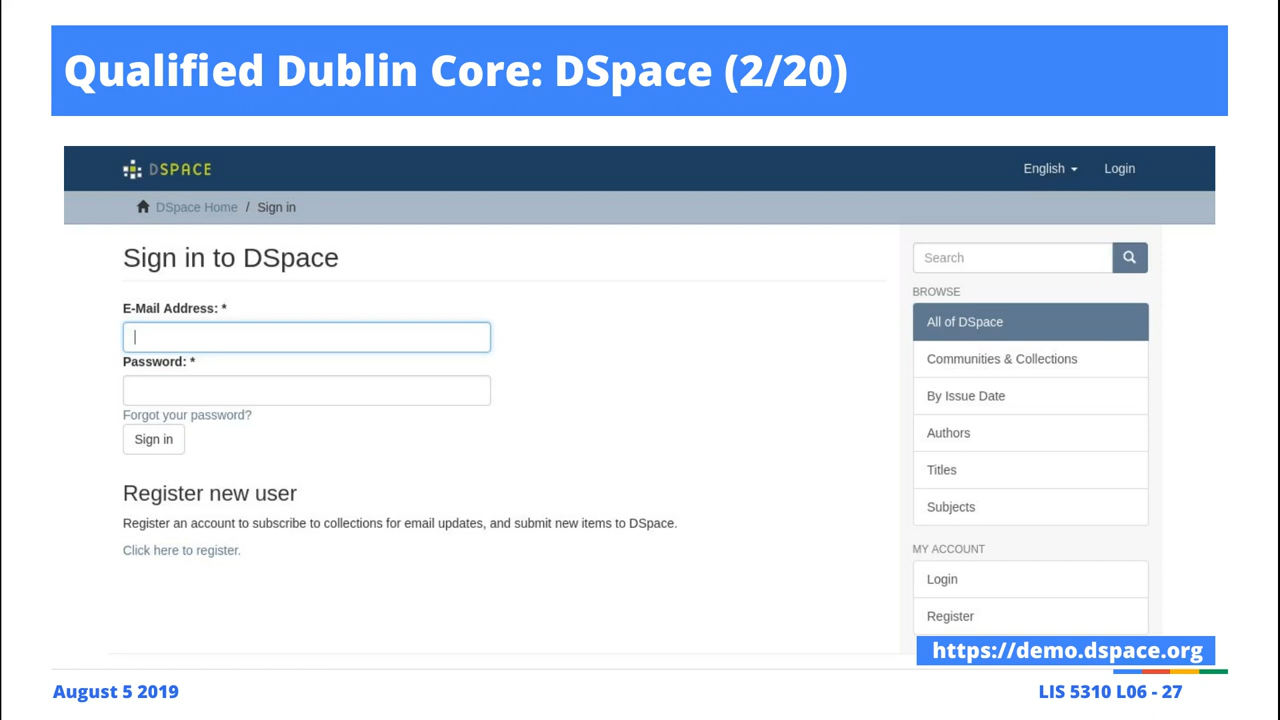 Qualified Dublin Core: DSpace (2/20)
DSPACE
English
Login
DSpace Home / Sign in
Sign in to DSpace
E-Mail Address: *
Password: *
Forgot your password?
Sign in
Register new user
Register an account to subscribe to collections for email updates, and submit new items to DSpace.
Click here to register.
Search
BROWSE
All of DSpace
Communities & Collections
By Issue Date
Authors
Titles
Subjects
MY ACCOUNT
Login
Register
https://demo.dspace.org
August 5 2019
LIS 5310 L06 - 27